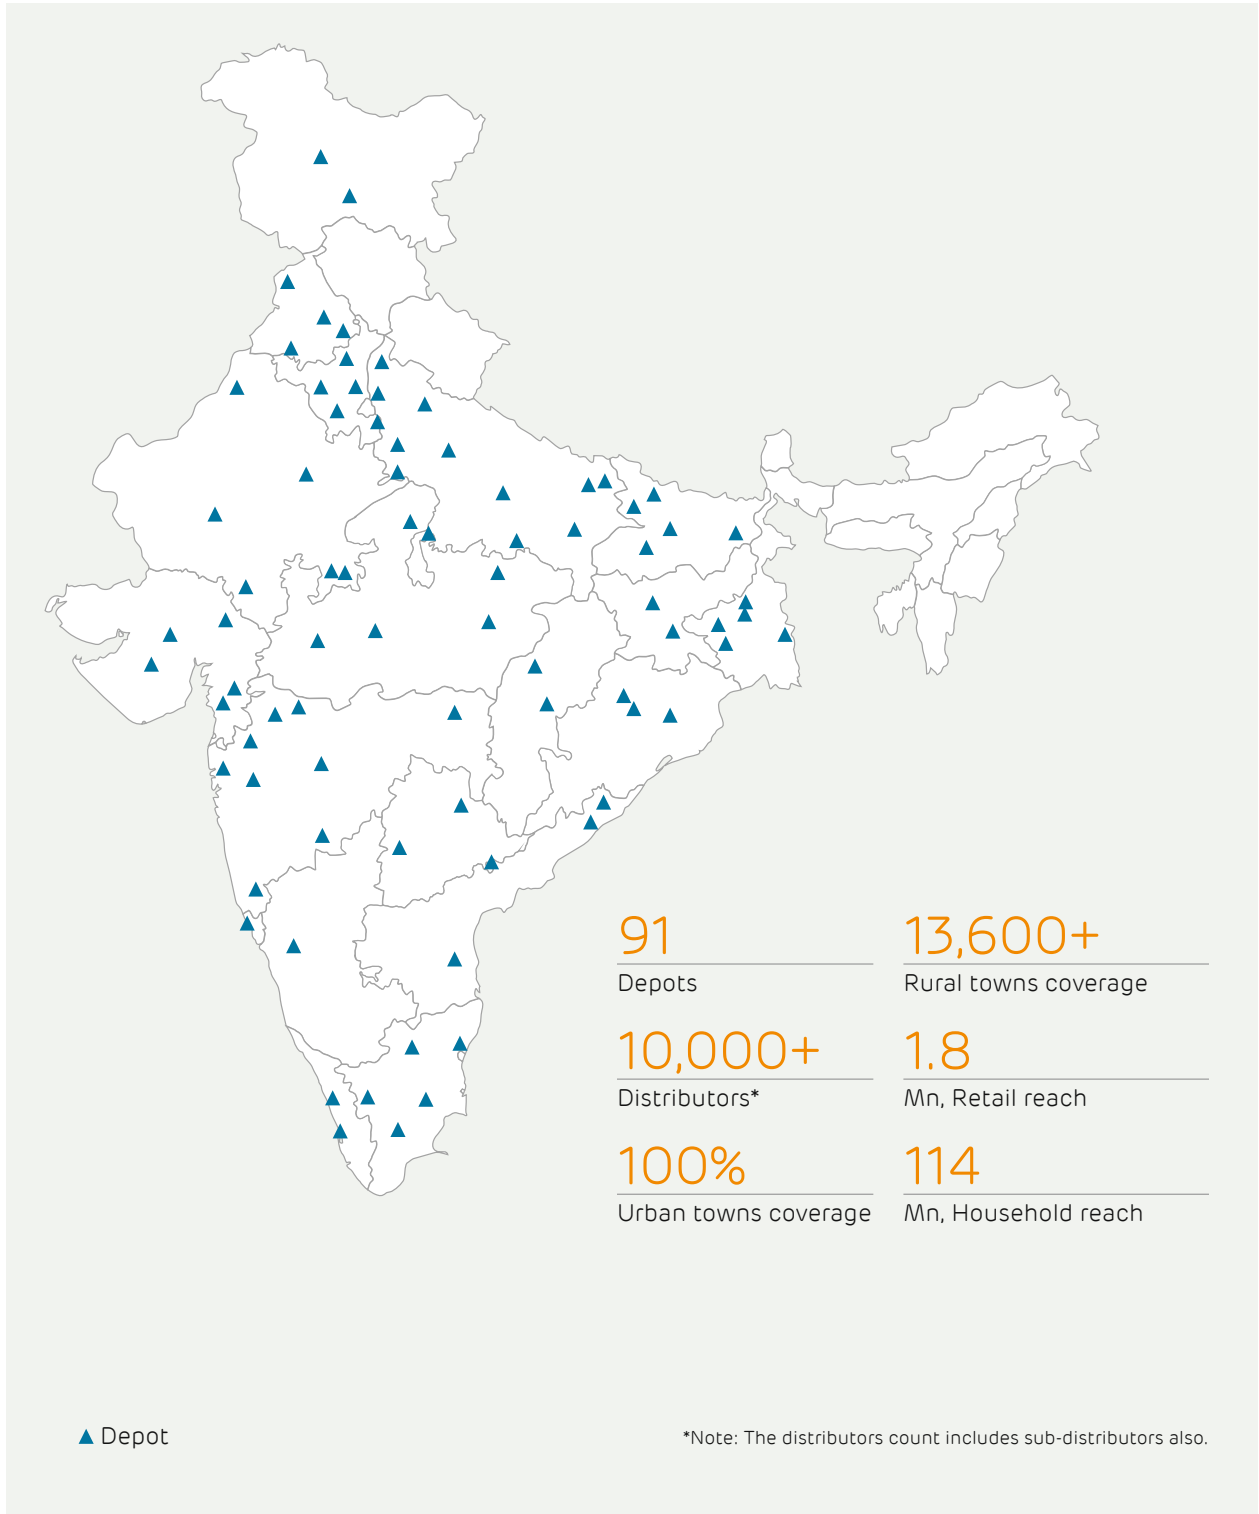 91
Depots
13,600+
Rural towns coverage
10,000+
Distributors*
1.8
Mn, Retail reach
100%
Urban towns coverage
114
Mn, Household reach
Depot
*Note: The distributors count includes sub-distributors also.